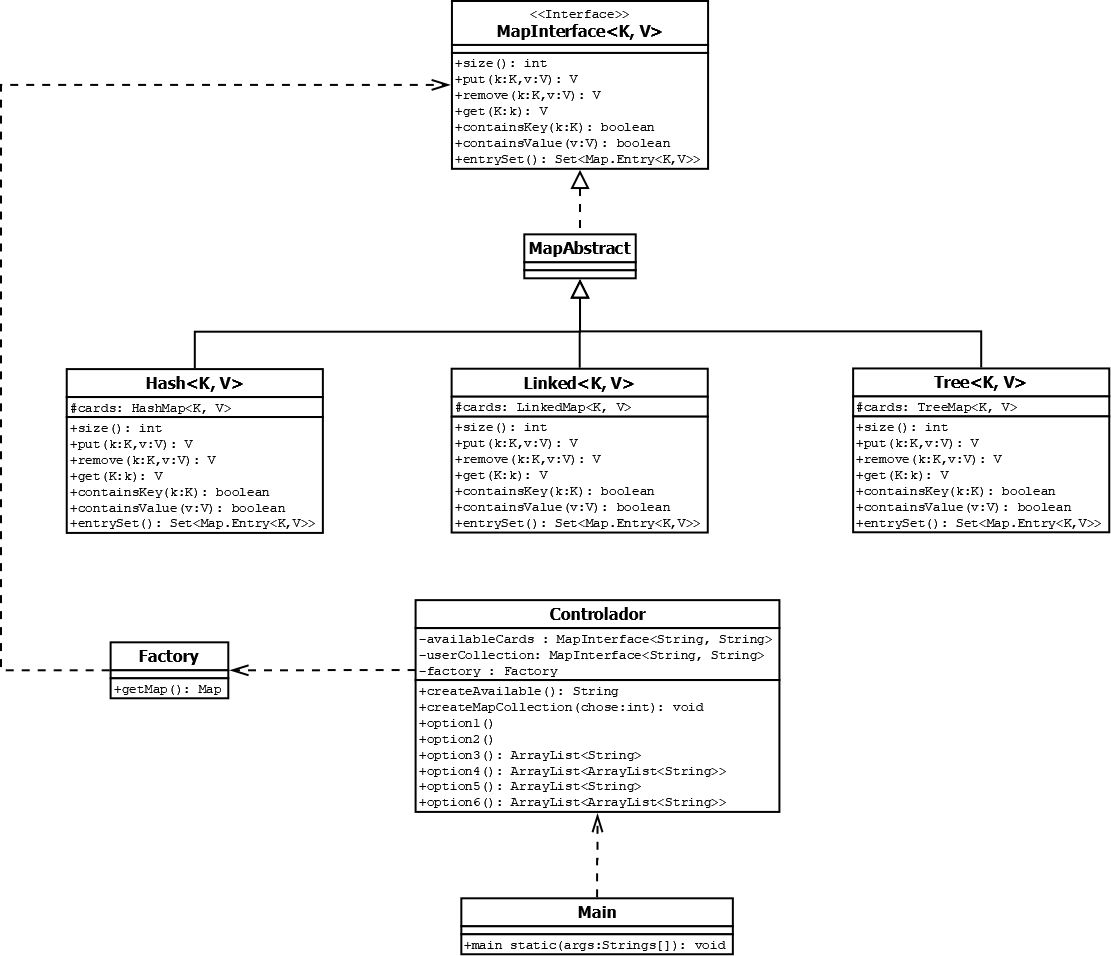 <<Interface>>
MapInterface<K, V>
+size(): int
+put(k:K,v:V): V
+remove(k:K,v:V): V
+get(K:k): V
+containsKey(k:K): boolean
+containsValue(v:V): boolean
+entrySet(): Set<Map.Entry<K,V>>
MapAbstract
Hash<K, V>
#cards: HashMap<K, V>
+size(): int
+put(k:K,v:V): V
+remove(k:K,v:V): V
+get(K:k): V
+containsKey(k:K): boolean
+containsValue(v:V): boolean
+entrySet(): Set<Map.Entry<K,V>>
Linked<K, V>
#cards: LinkedMap<K, V>
+size(): int
+put(k:K,v:V): V
+remove(k:K,v:V): V
+get(K:k): V
+containsKey(k:K): boolean
+containsValue(v:V): boolean
+entrySet(): Set<Map.Entry<K,V>>
Tree<K, V>
#cards: TreeMap<K, V>
+size(): int
+put(k:K,v:V): V
+remove(k:K,v:V): V
+get(K:k): V
+containsKey(k:K): boolean
+containsValue(v:V): boolean
+entrySet(): Set<Map.Entry<K,V>>
Factory
+getMap(): Map
Controlador
-availableCards : MapInterface<String, String>
-userCollection: MapInterface<String, String>
-factory : Factory
+createAvailable(): String
+createMapCollection(chose:int): void
+option1()
+option2()
+option3(): ArrayList<String>
+option4(): ArrayList<ArrayList<String>>
+option5(): ArrayList<String>
+option6(): ArrayList<ArrayList<String>>
Main
+main static(args:Strings[]): void